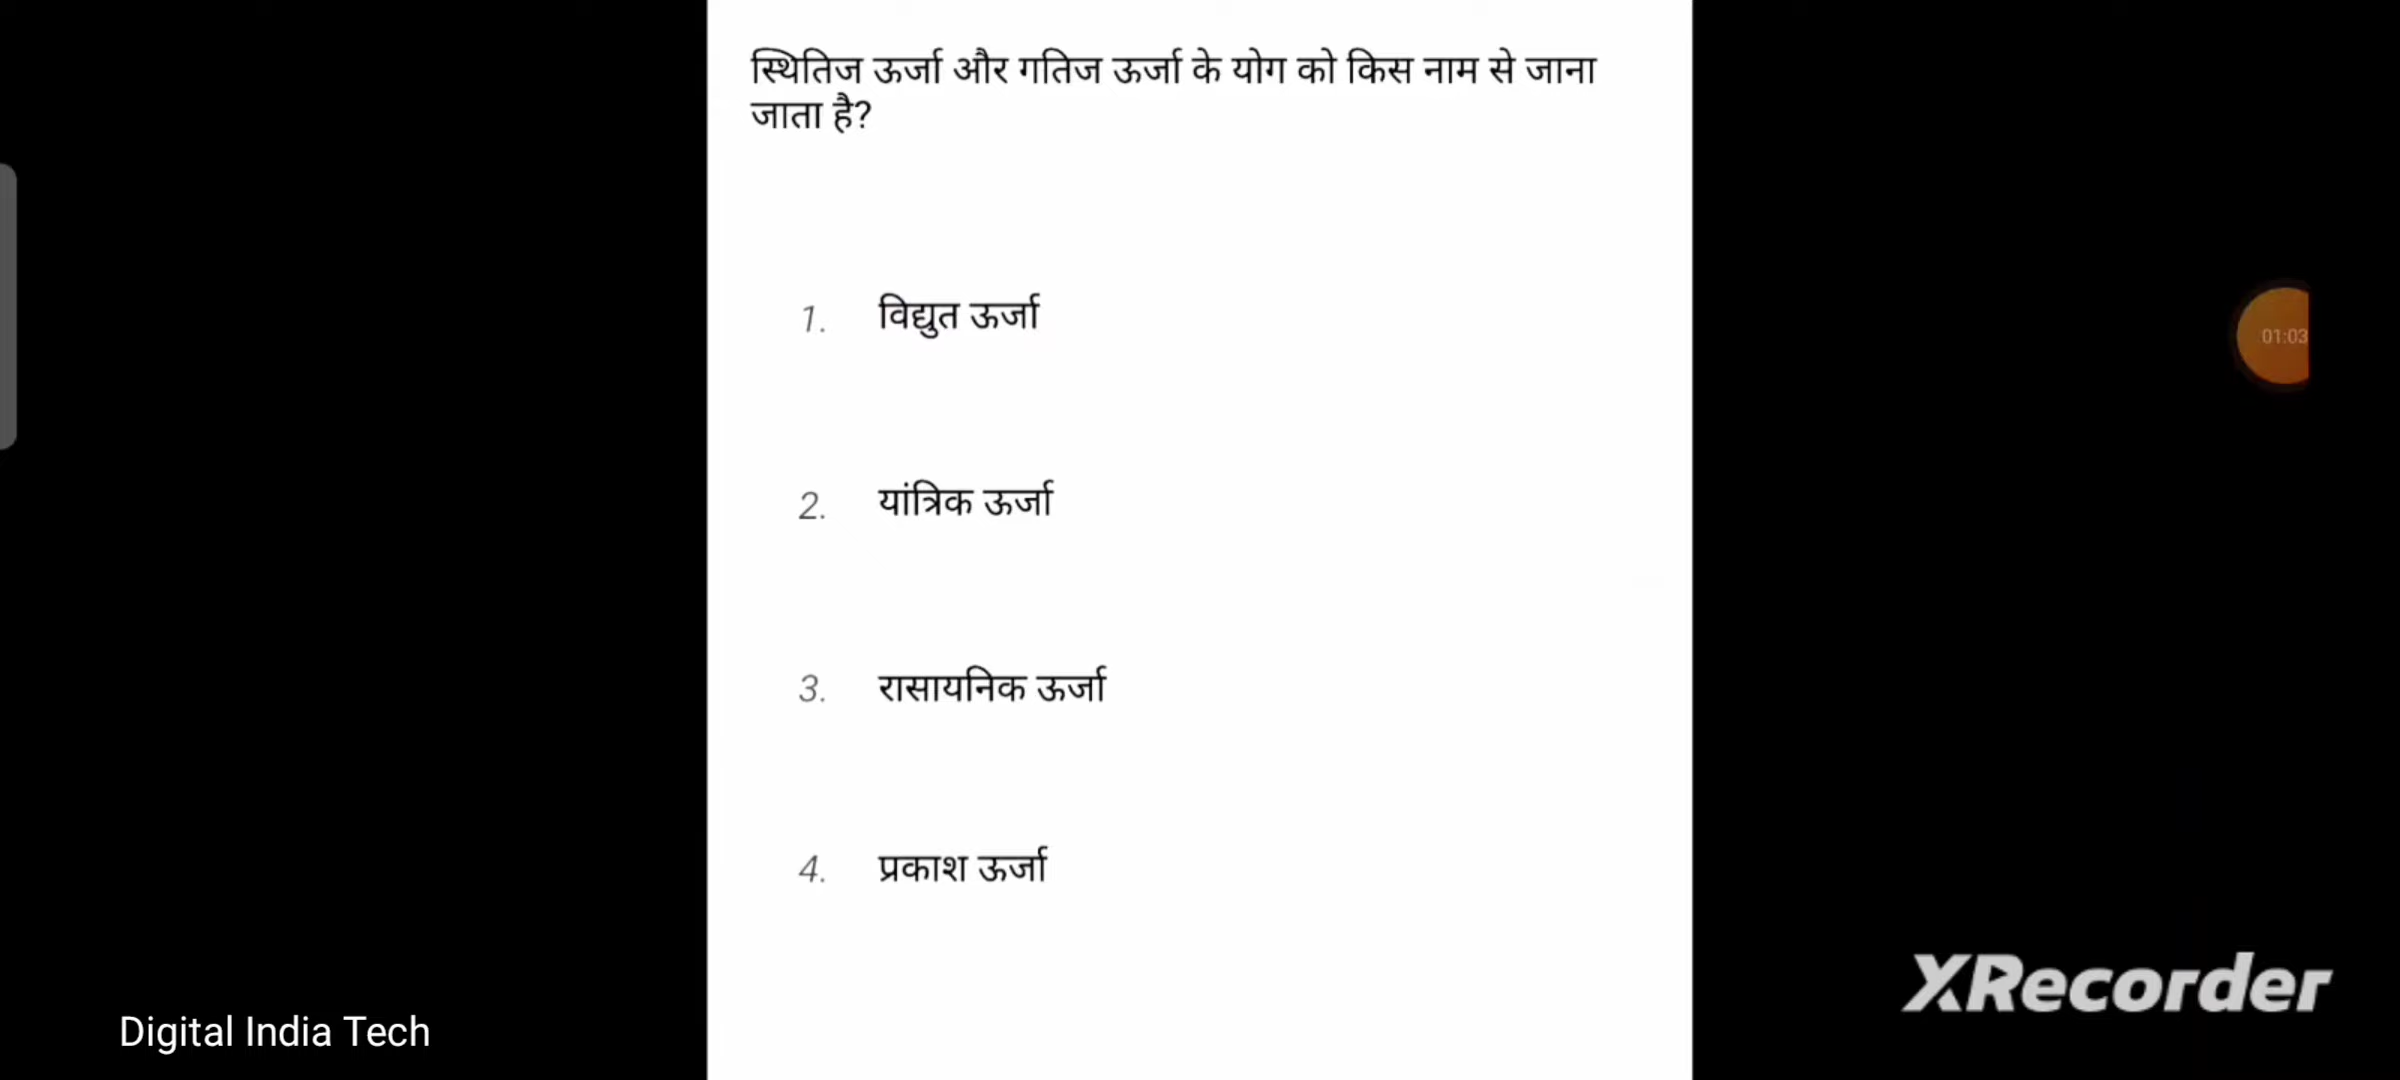 स्थितिज ऊर्जा और गतिज ऊर्जा के योग को किस नाम से जाना
जाता है?
1. विद्युत ऊर्जा
2. यांत्रिक ऊर्जा
3. रासायनिक ऊर्जा
4. प्रकाश ऊर्जा
01:03
XRecorder
Digital India Tech